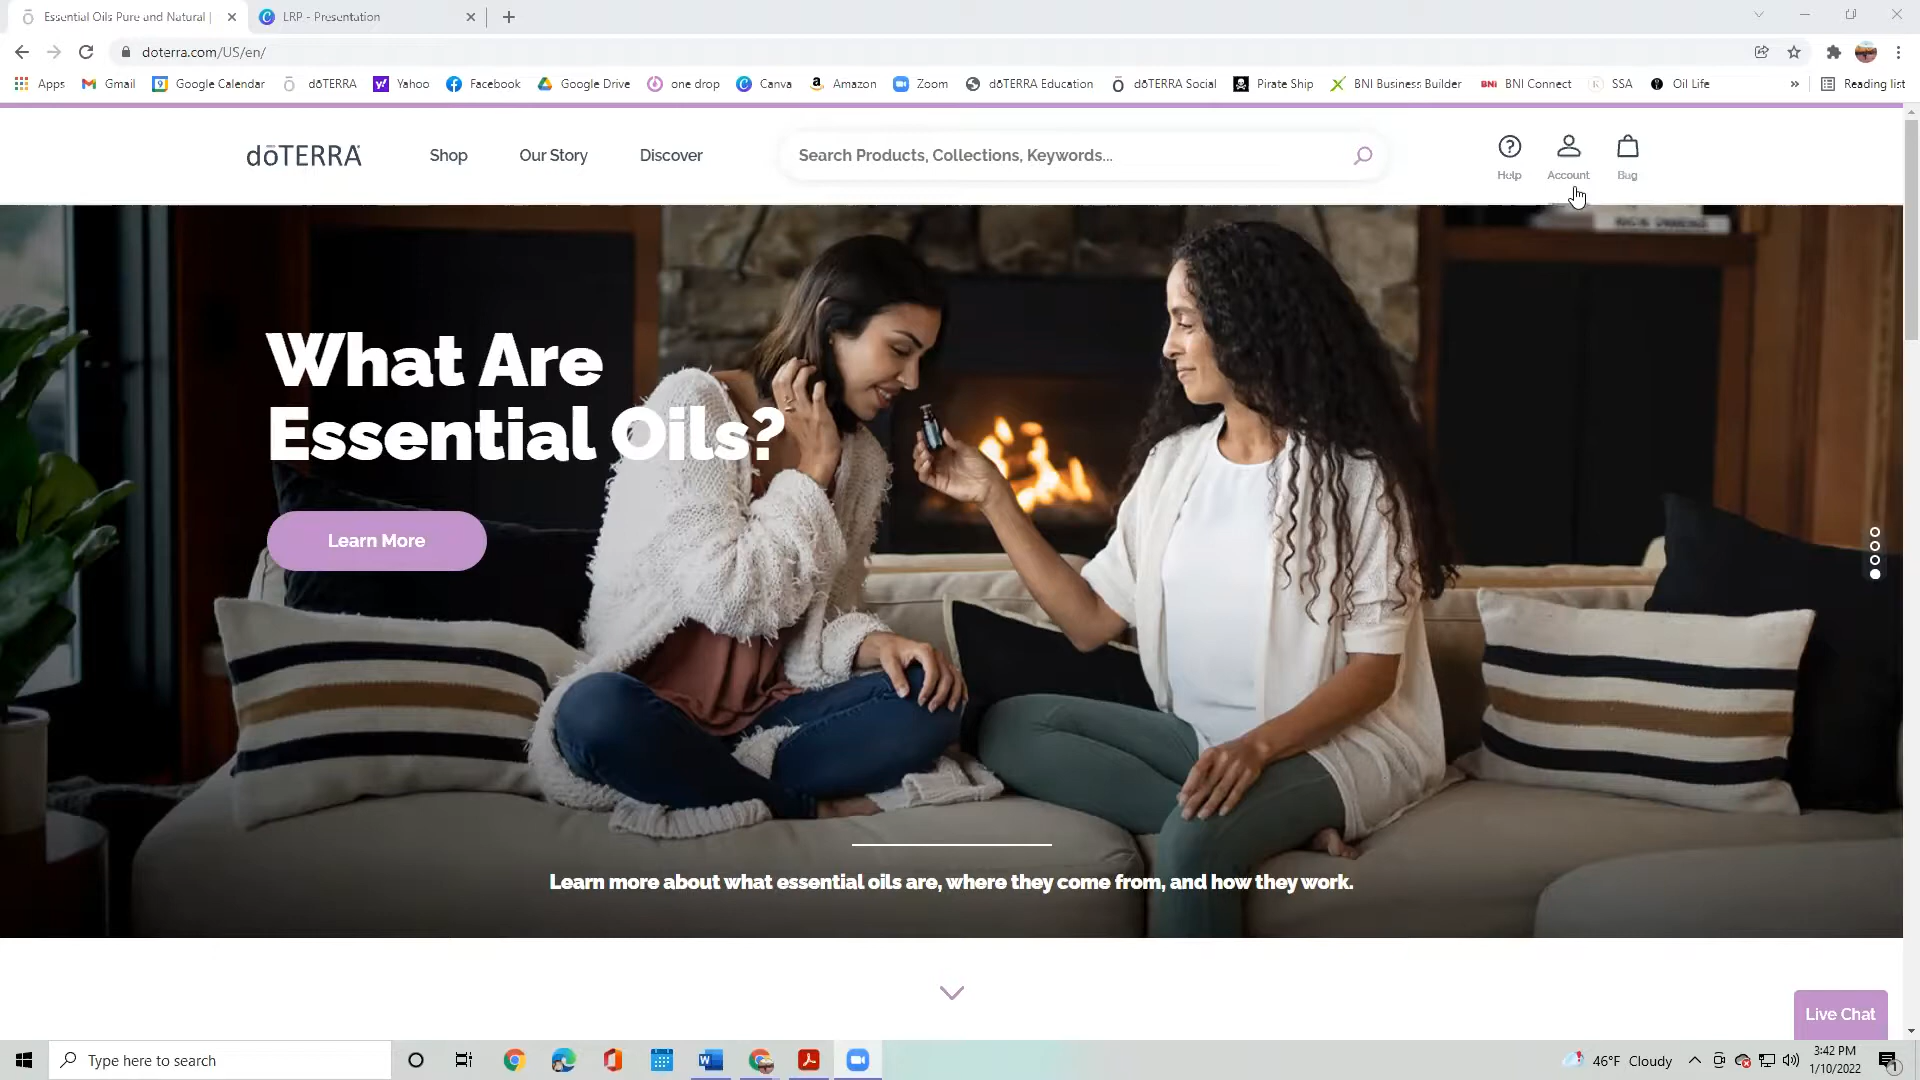 Essential Oils Pure and Natural |
LRP - Presentation
doterra.com/US/en/
Apps
Gmail
Google Calendar
dōTERRA
Yahoo
Facebook
Google Drive
one drop
Canva
Amazon
Zoom
dōTERRA Education
dōTERRA Social
Pirate Ship
BNI Business Builder
BNI Connect
SSA
Oil Life
»
Reading list
dōTERRA
Shop
Our Story
Discover
Search Products, Collections, Keywords...
Help
Account
Bag
What Are
Essential Oils?
Learn More
Learn more about what essential oils are, where they come from, and how they work.
Live Chat
Type here to search
46°F Cloudy
3:42 PM
1/10/2022
1